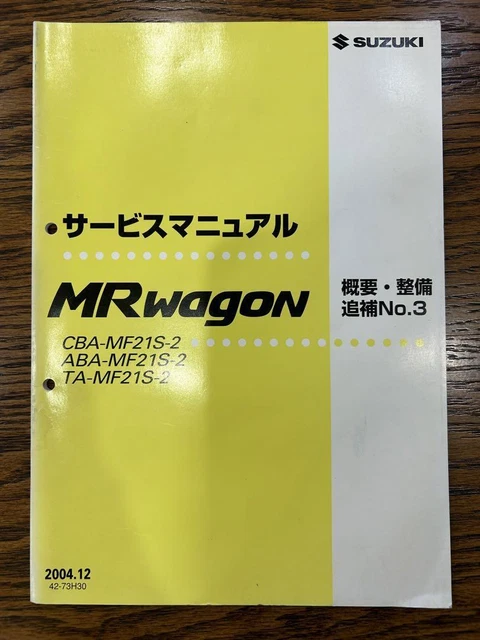 SUZUKI
サービスマニュアル
MRwagon
概要・整備
追補No.3
CBA-MF21S-2
ABA-MF21S-2
TA-MF21S-2
2004.12
42-73H30